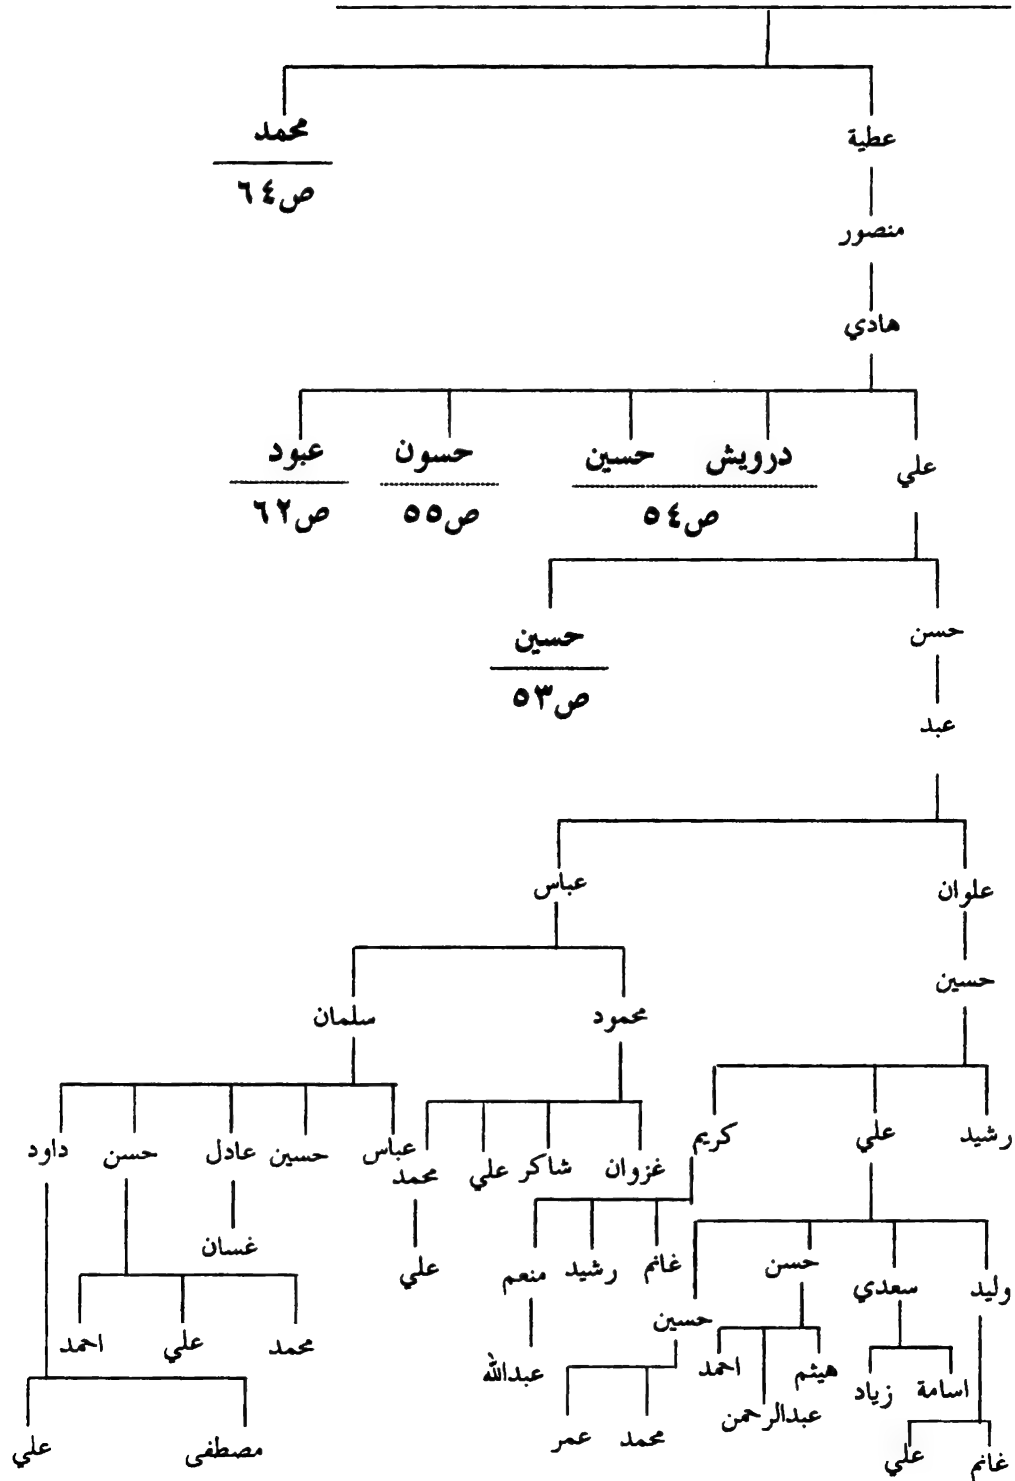 عطية محمد
ص٦٤
منصور
هادي
علي درويش حسين حسون عبود
ص٥٤ ص٥٥ ص٦٢
حسن حسين
ص٥٣
عبد
علوان عباس
حسين
محمود سلمان
رشيد علي كريم عباس حسين عادل حسن داود
غزوان شاكر علي محمد
غسان
وليد سعدي حسن حسين غانم رشيد منعم علي
محمد علي احمد
اسامة زياد هيثم عبدالرحمن احمد عبدالله
غانم علي محمد عمر مصطفى علي